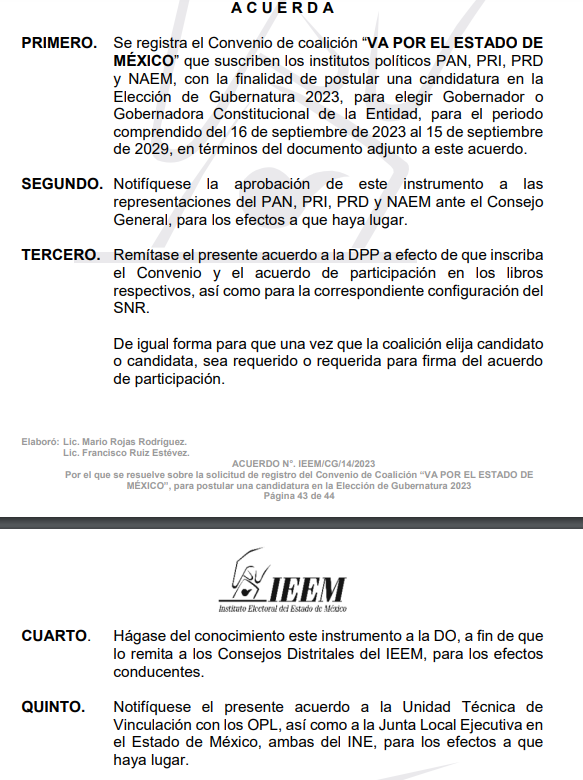 A C U E R D A
PRIMERO. Se registra el Convenio de coalición “VA POR EL ESTADO DE
MÉXICO” que suscriben los institutos políticos PAN, PRI, PRD
y NAEM, con la finalidad de postular una candidatura en la
Elección de Gubernatura 2023, para elegir Gobernador o
Gobernadora Constitucional de la Entidad, para el periodo
comprendido del 16 de septiembre de 2023 al 15 de septiembre
de 2029, en términos del documento adjunto a este acuerdo.
SEGUNDO. Notifíquese la aprobación de este instrumento a las
representaciones del PAN, PRI, PRD y NAEM ante el Consejo
General, para los efectos a que haya lugar.
TERCERO. Remítase el presente acuerdo a la DPP a efecto de que inscriba
el Convenio y el acuerdo de participación en los libros
respectivos, así como para la correspondiente configuración del
SNR.
De igual forma para que una vez que la coalición elija candidato
o candidata, sea requerido o requerida para firma del acuerdo
de participación.
Elaboró: Lic. Mario Rojas Rodríguez.
Lic. Francisco Ruiz Estévez.
ACUERDO N°. IEEM/CG/14/2023
Por el que se resuelve sobre la solicitud de registro del Convenio de Coalición “VA POR EL ESTADO DE
MÉXICO”, para postular una candidatura en la Elección de Gubernatura 2023
Página 43 de 44
IEEM
Instituto Electoral del Estado de México
CUARTO. Hágase del conocimiento este instrumento a la DO, a fin de que
lo remita a los Consejos Distritales del IEEM, para los efectos
conducentes.
QUINTO. Notifíquese el presente acuerdo a la Unidad Técnica de
Vinculación con los OPL, así como a la Junta Local Ejecutiva en
el Estado de México, ambas del INE, para los efectos a que
haya lugar.